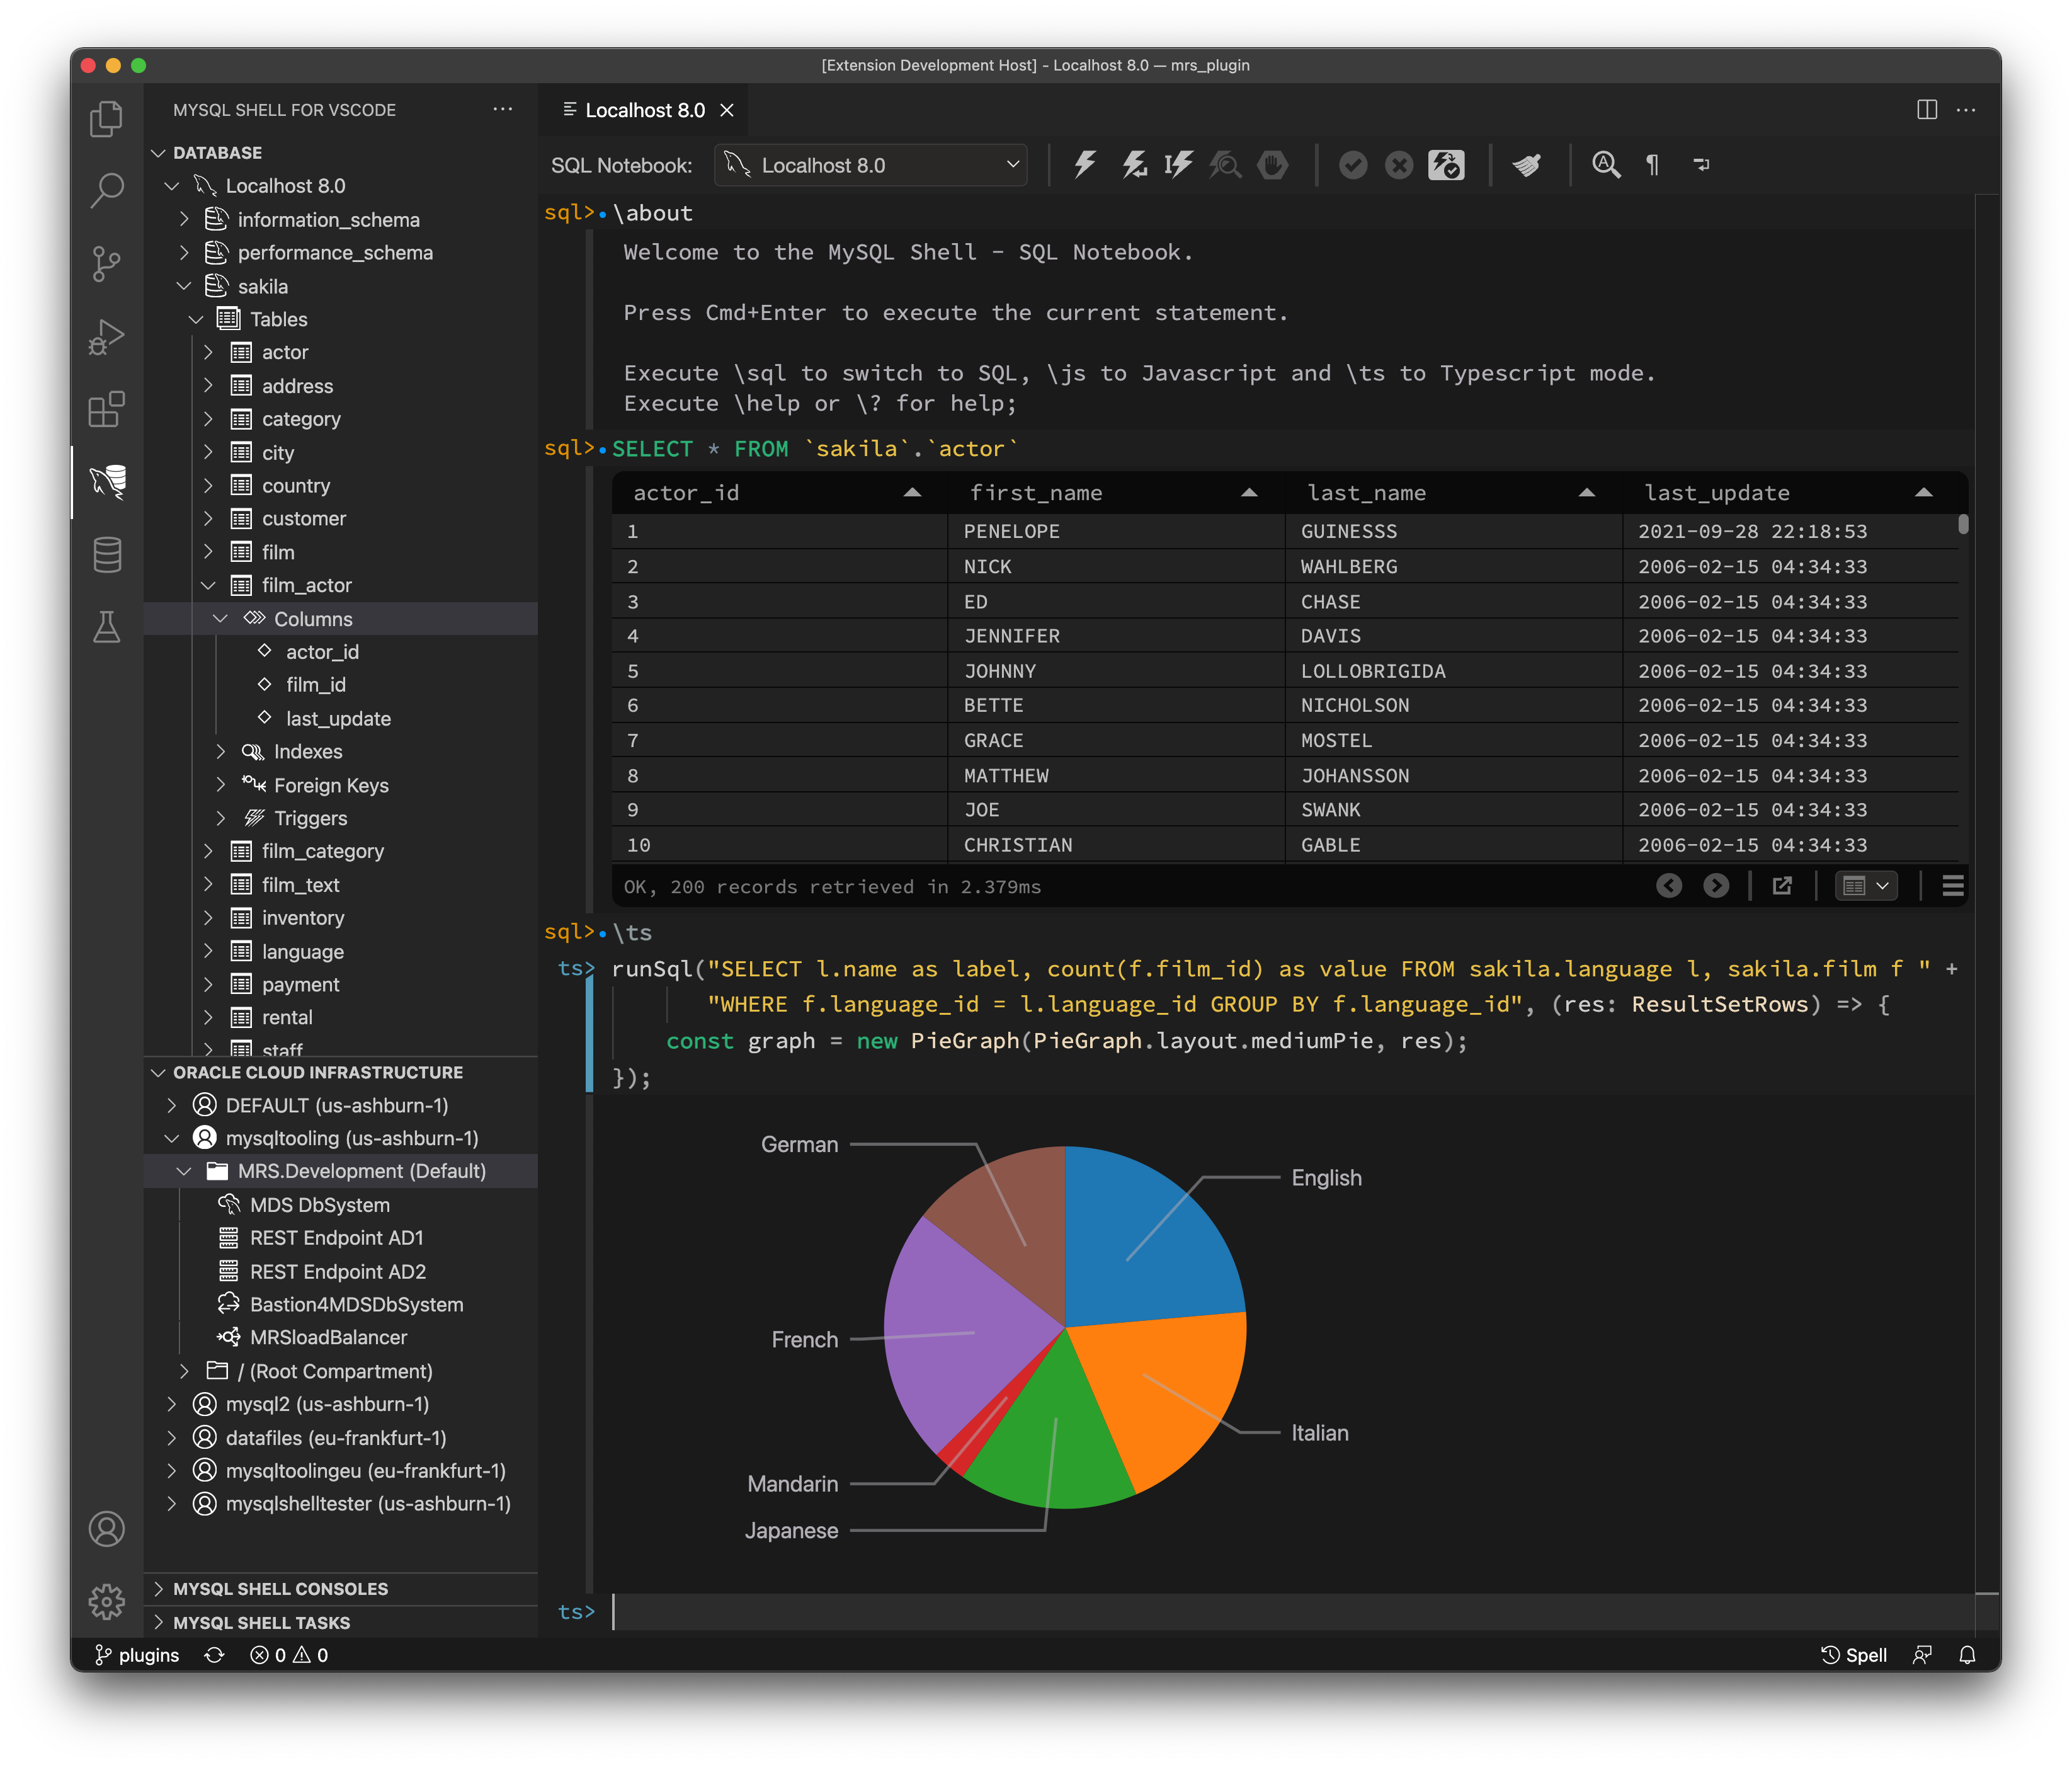 [Extension Development Host] - Localhost 8.0 — mrs_plugin
MYSQL SHELL FOR VSCODE
DATABASE
Localhost 8.0
information_schema
performance_schema
sakila
Tables
actor
address
category
city
country
customer
film
film_actor
Columns
actor_id
film_id
last_update
Indexes
Foreign Keys
Triggers
film_category
film_text
inventory
language
payment
rental
staff
ORACLE CLOUD INFRASTRUCTURE
DEFAULT (us-ashburn-1)
mysqltooling (us-ashburn-1)
MRS.Development (Default)
MDS DbSystem
REST Endpoint AD1
REST Endpoint AD2
Bastion4MDSDbSystem
MRSloadBalancer
/ (Root Compartment)
mysql2 (us-ashburn-1)
datafiles (eu-frankfurt-1)
mysqltoolingeu (eu-frankfurt-1)
mysqlshelltester (us-ashburn-1)
MYSQL SHELL CONSOLES
MYSQL SHELL TASKS
Localhost 8.0
SQL Notebook: Localhost 8.0
sql> \about
Welcome to the MySQL Shell - SQL Notebook.
Press Cmd+Enter to execute the current statement.
Execute \sql to switch to SQL, \js to Javascript and \ts to Typescript mode.
Execute \help or \? for help;
sql> SELECT * FROM `sakila`.`actor`
actor_id first_name last_name last_update
1 PENELOPE GUINESSS 2021-09-28 22:18:53
2 NICK WAHLBERG 2006-02-15 04:34:33
3 ED CHASE 2006-02-15 04:34:33
4 JENNIFER DAVIS 2006-02-15 04:34:33
5 JOHNNY LOLLOBRIGIDA 2006-02-15 04:34:33
6 BETTE NICHOLSON 2006-02-15 04:34:33
7 GRACE MOSTEL 2006-02-15 04:34:33
8 MATTHEW JOHANSSON 2006-02-15 04:34:33
9 JOE SWANK 2006-02-15 04:34:33
10 CHRISTIAN GABLE 2006-02-15 04:34:33
OK, 200 records retrieved in 2.379ms
sql> \ts
ts> runSql("SELECT l.name as label, count(f.film_id) as value FROM sakila.language l, sakila.film f " +
"WHERE f.language_id = l.language_id GROUP BY f.language_id", (res: ResultSetRows) => {
const graph = new PieGraph(PieGraph.layout.mediumPie, res);
});
German
English
French
Italian
Mandarin
Japanese
ts>
plugins 0 0 Spell